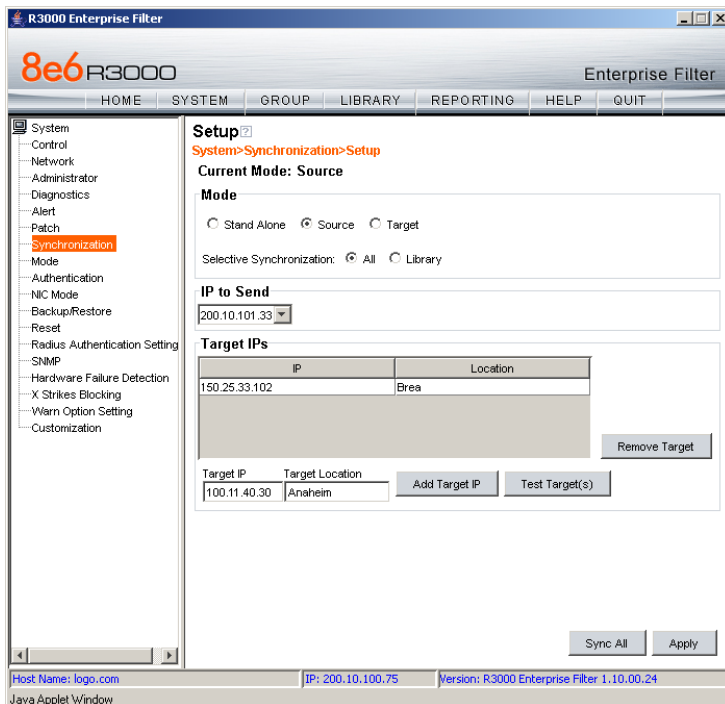 R3000 Enterprise Filter
8e6 R3000
Enterprise Filter
HOME SYSTEM GROUP LIBRARY REPORTING HELP QUIT
System
Control
Network
Administrator
Diagnostics
Alert
Patch
Synchronization
Mode
Authentication
NIC Mode
Backup/Restore
Reset
Radius Authentication Setting
SNMP
Hardware Failure Detection
X Strikes Blocking
Warn Option Setting
Customization
Setup ?
System>Synchronization>Setup
Current Mode: Source
Mode
Stand Alone Source Target
Selective Synchronization: All Library
IP to Send
200.10.101.33
Target IPs
IP Location
150.25.33.102 Brea
Remove Target
Target IP Target Location
100.11.40.30 Anaheim Add Target IP Test Target(s)
Sync All Apply
Host Name: logo.com IP: 200.10.100.75 Version: R3000 Enterprise Filter 1.10.00.24
Java Applet Window